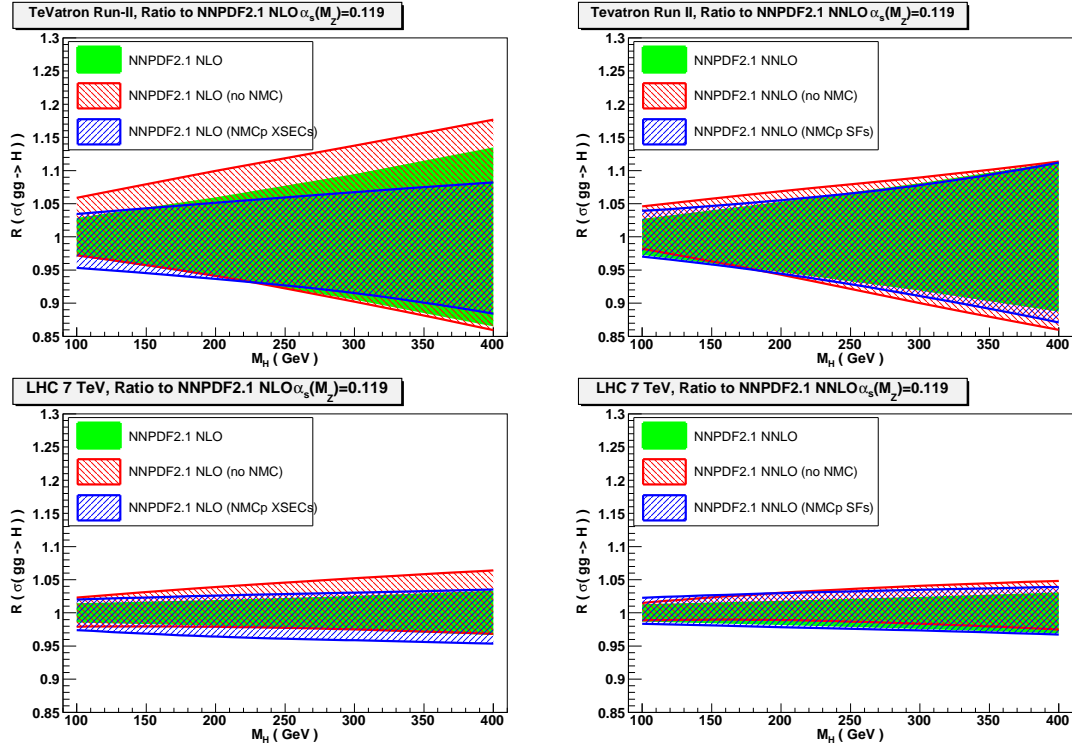 TeVatron Run-II, Ratio to NNPDF2.1 NLOα_s(M_Z)=0.119
1.3
1.25
1.2
1.15
1.1
1.05
1
0.95
0.9
0.85
R ( σ( gg -> H ) )
NNPDF2.1 NLO
NNPDF2.1 NLO (no NMC)
NNPDF2.1 NLO (NMCp XSECs)
100 150 200 250 300 350 400
M_H ( GeV )
Tevatron Run II, Ratio to NNPDF2.1 NNLO α_s(M_Z)=0.119
1.3
1.25
1.2
1.15
1.1
1.05
1
0.95
0.9
0.85
R ( σ( gg -> H ) )
NNPDF2.1 NNLO
NNPDF2.1 NNLO (no NMC)
NNPDF2.1 NNLO (NMCp SFs)
100 150 200 250 300 350 400
M_H ( GeV )
LHC 7 TeV, Ratio to NNPDF2.1 NLOα_s(M_Z)=0.119
1.3
1.25
1.2
1.15
1.1
1.05
1
0.95
0.9
0.85
R ( σ( gg -> H ) )
NNPDF2.1 NLO
NNPDF2.1 NLO (no NMC)
NNPDF2.1 NLO (NMCp XSECs)
100 150 200 250 300 350 400
M_H ( GeV )
LHC 7 TeV, Ratio to NNPDF2.1 NNLO α_s(M_Z)=0.119
1.3
1.25
1.2
1.15
1.1
1.05
1
0.95
0.9
0.85
R ( σ( gg -> H ) )
NNPDF2.1 NNLO
NNPDF2.1 NNLO (no NMC)
NNPDF2.1 NNLO (NMCp SFs)
100 150 200 250 300 350 400
M_H ( GeV )